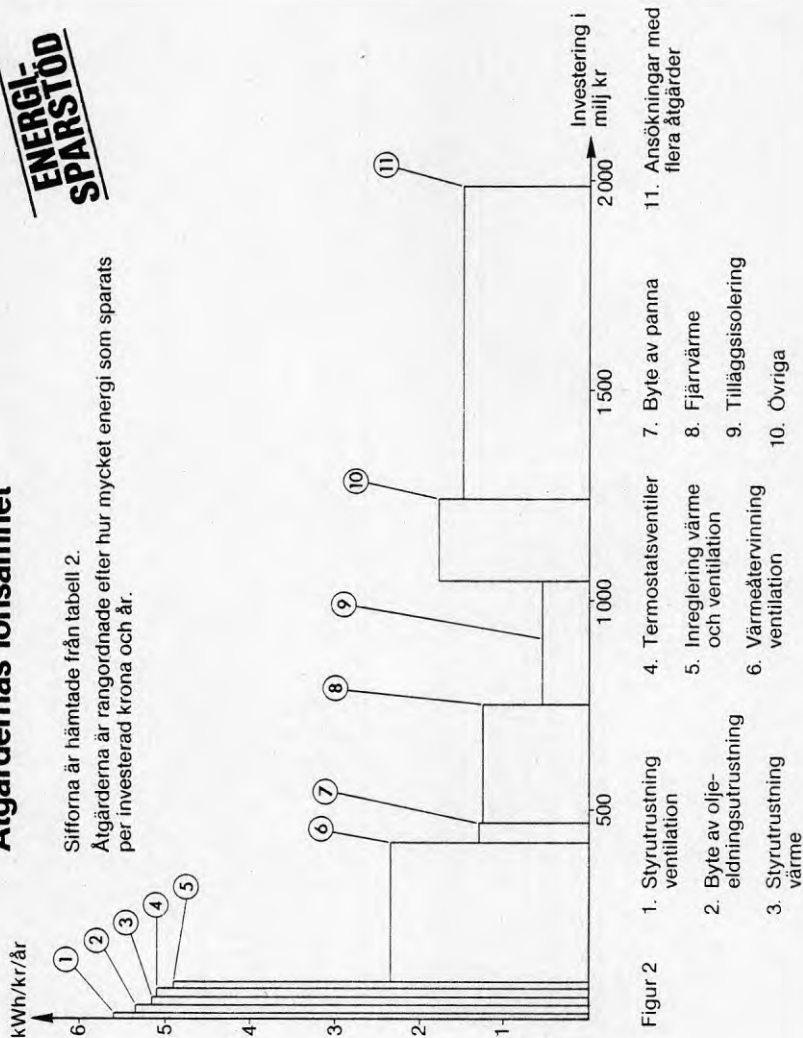 Åtgärdernas lönsamhet
ENERGI-
SPARSTÖD
kWh/kr/år
Siffrorna är hämtade från tabell 2.
Åtgärderna är rangordnade efter hur mycket energi som sparats
per investerad krona och år.
6
5
4
3
2
1
1
2
3
4
5
6
7
8
9
10
11
500
1 000
1 500
2 000
Investering i
milj kr
Figur 2
1. Styrutrustning
ventilation
2. Byte av olje-
eldningsutrustning
3. Styrutrustning
värme
4. Termostatsventiler
5. Inreglering värme
och ventilation
6. Värmeåtervinning
ventilation
7. Byte av panna
8. Fjärrvärme
9. Tilläggsisolering
10. Övriga
11. Ansökningar med
flera åtgärder